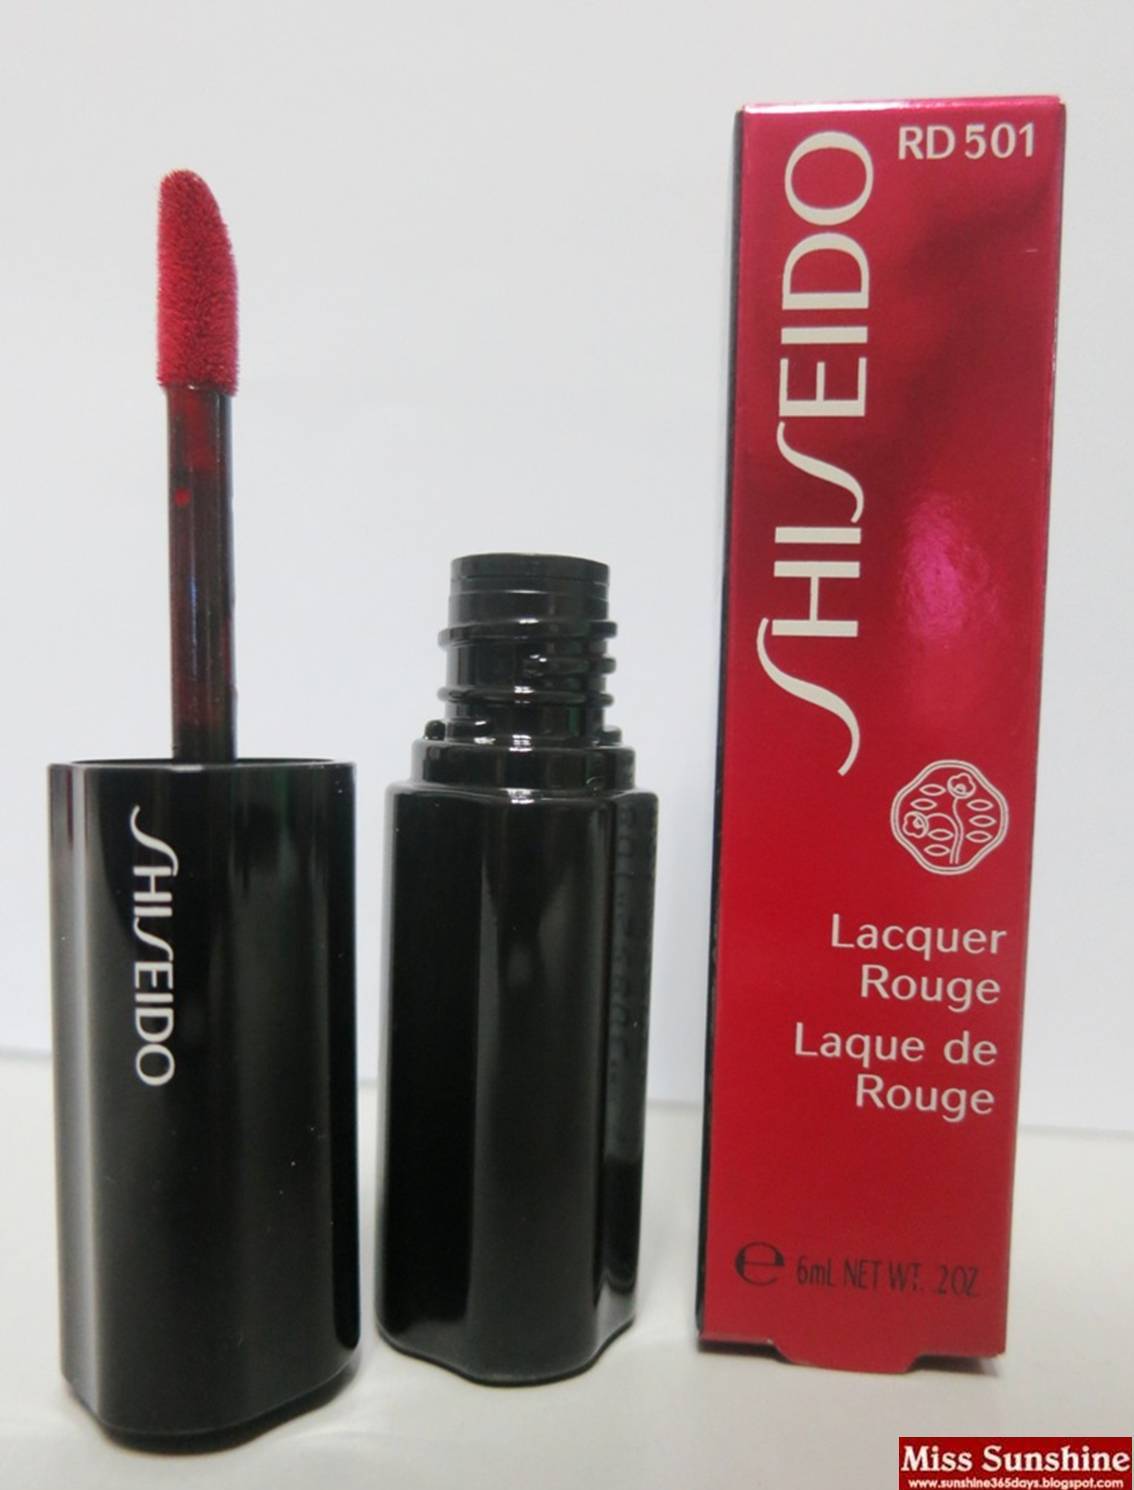 SHISEIDO
RD 501
SHISEIDO
Lacquer
Rouge
Laque de
Rouge
e 6mL NET WT. .2OZ.
Miss Sunshine
www.sunshine365days.blogspot.com